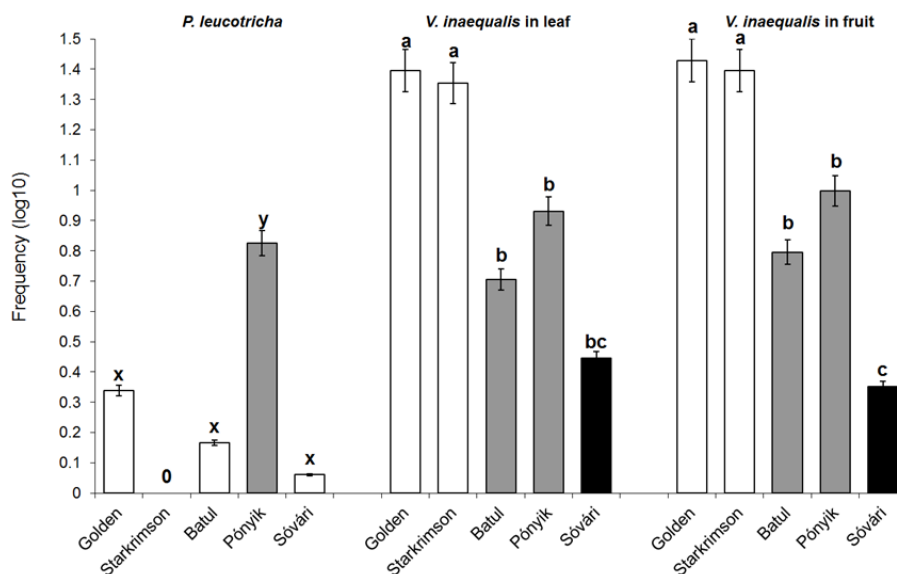 P. leucotricha
V. inaequalis in leaf
V. inaequalis in fruit
Frequency (log10)
1.5
1.4
1.3
1.2
1.1
1
0.9
0.8
0.7
0.6
0.5
0.4
0.3
0.2
0.1
0
x
0
x
y
x
a
a
b
b
bc
a
a
b
b
c
Golden
Starkrimson
Batul
Pónyik
Sóvári
Golden
Starkrimson
Batul
Pónyik
Sóvári
Golden
Starkrimson
Batul
Pónyik
Sóvári